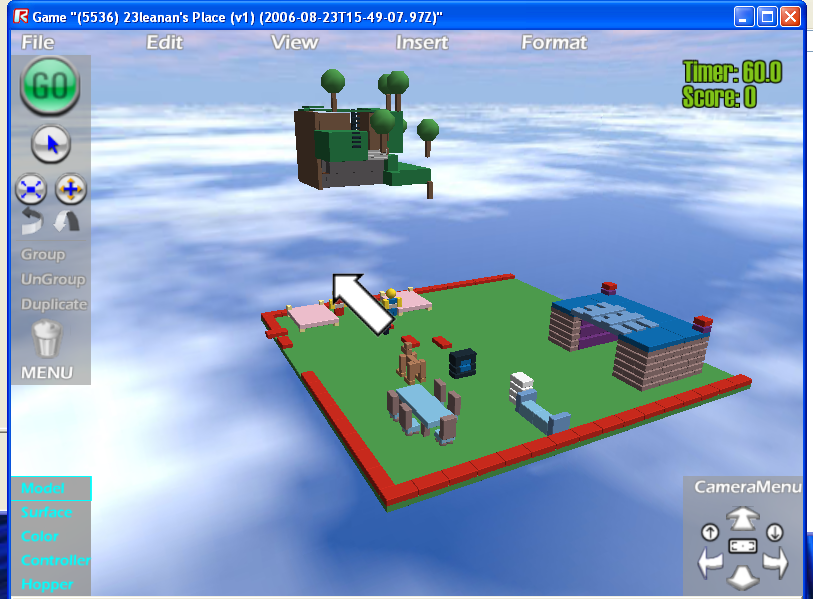 Game "(5536) 23leanan's Place (v1) (2006-08-23T15-49-07.97Z)"
File Edit View Insert Format
Timer: 60.0
Score: 0
GO
Group
UnGroup
Duplicate
MENU
Model
Surface
Color
Controller
Hopper
CameraMenu